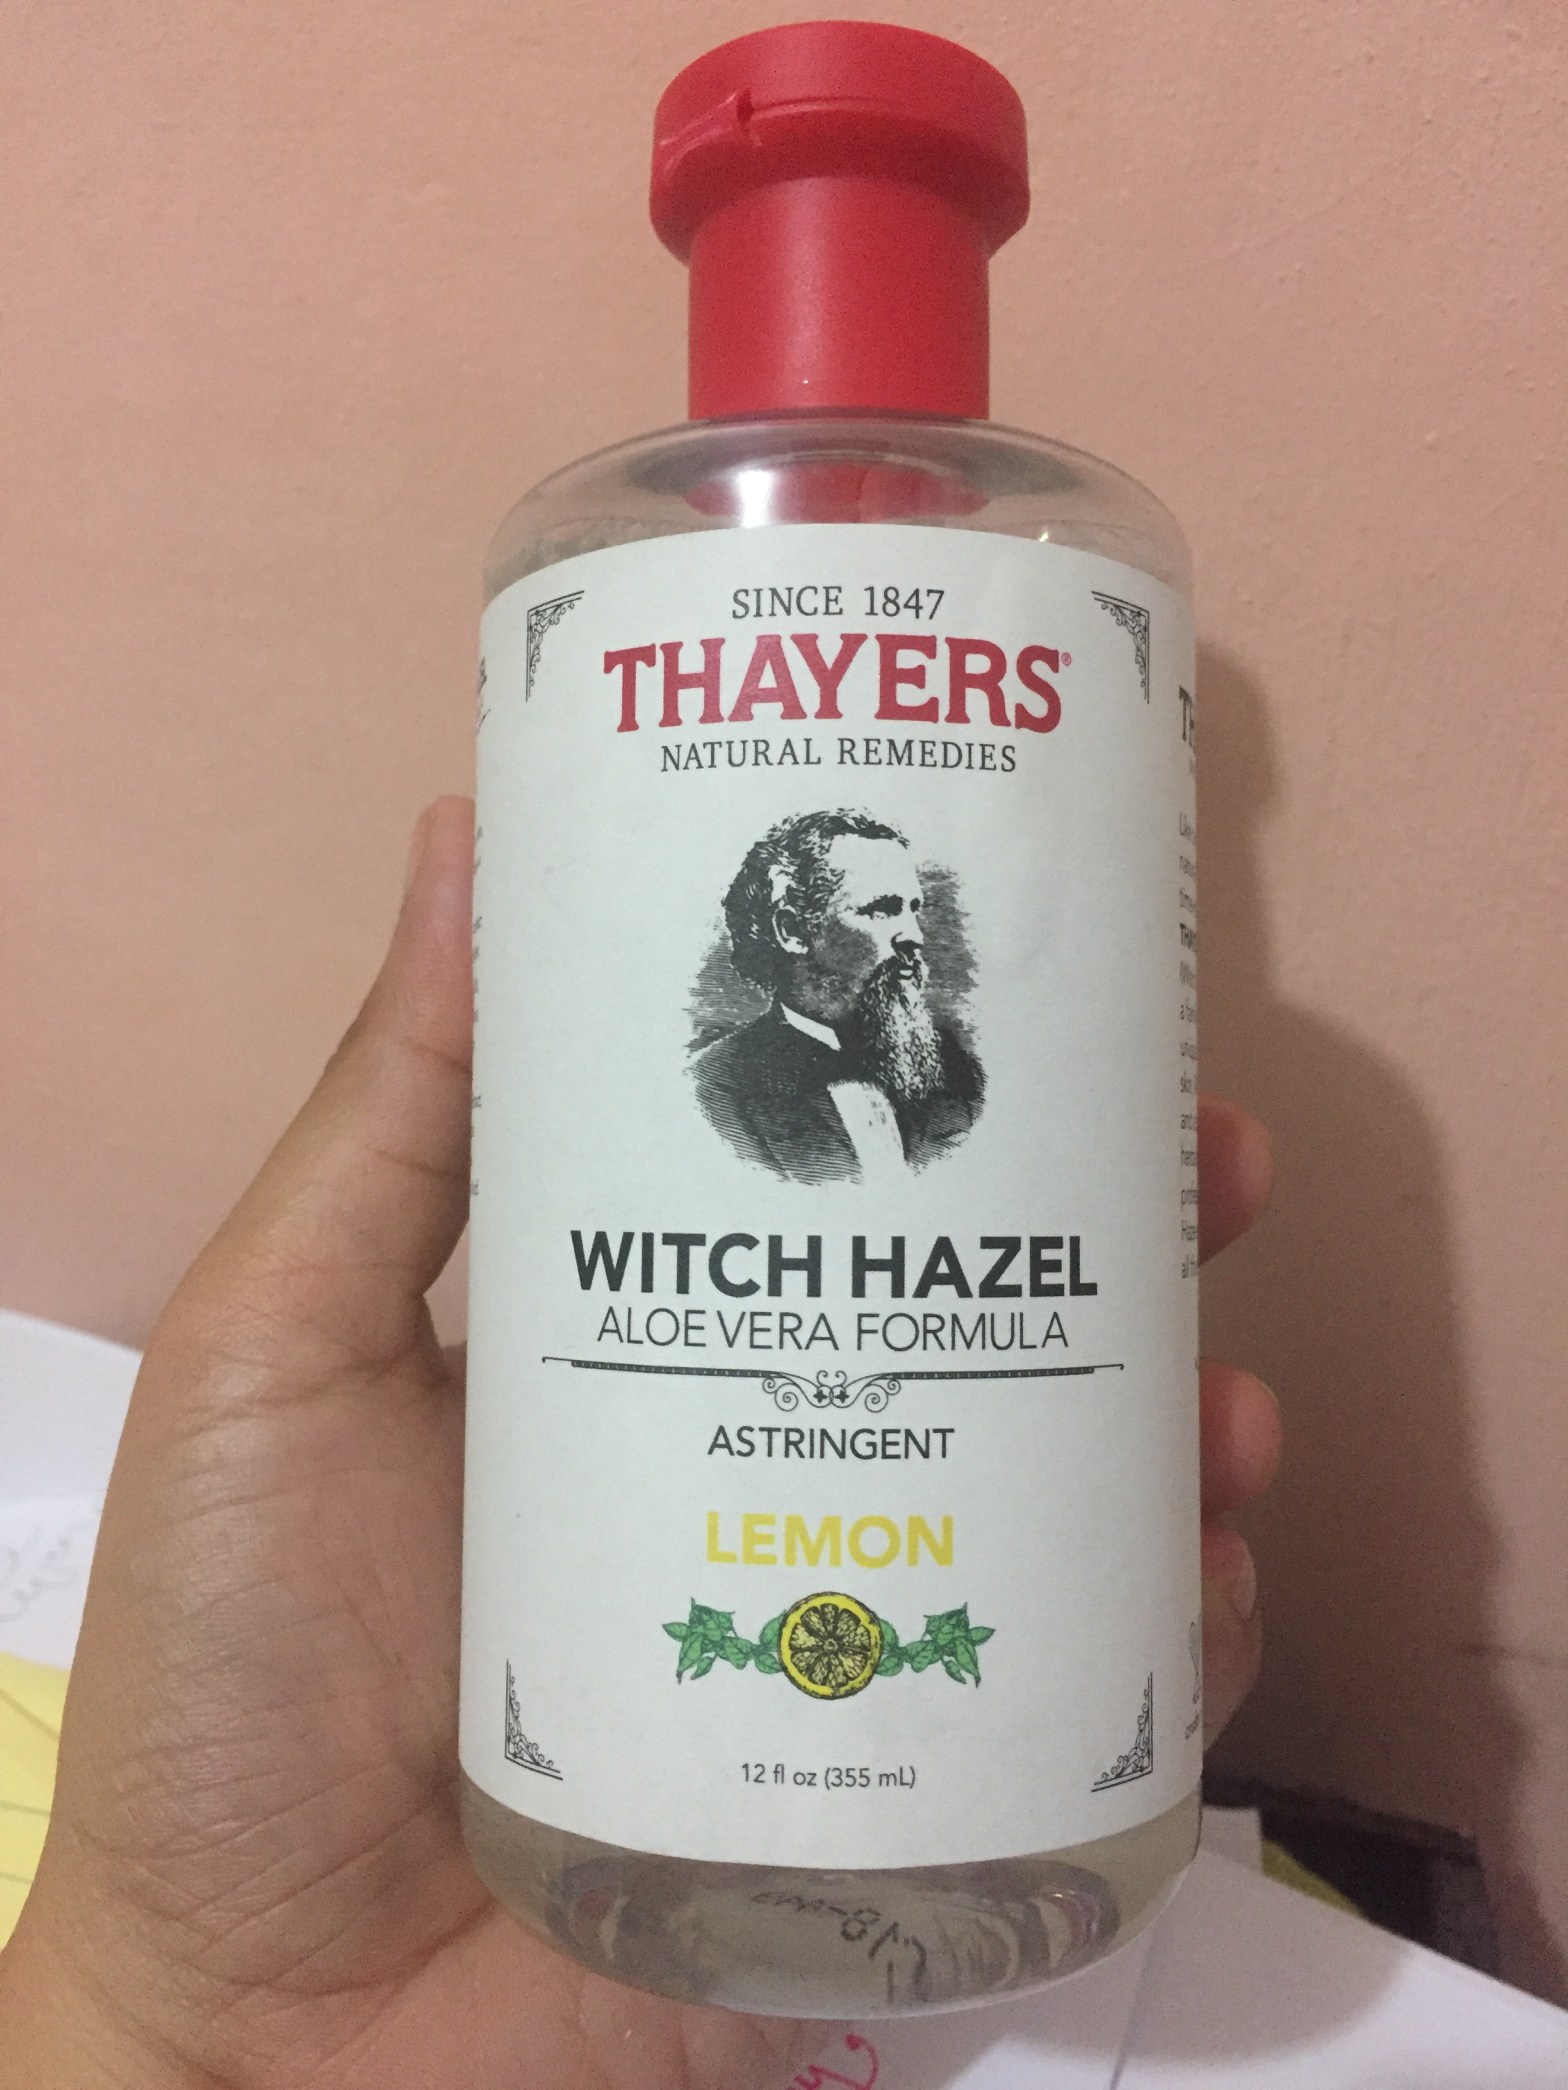 SINCE 1847
THAYERS®
NATURAL REMEDIES
WITCH HAZEL
ALOE VERA FORMULA
ASTRINGENT
LEMON
12 fl oz (355 mL)